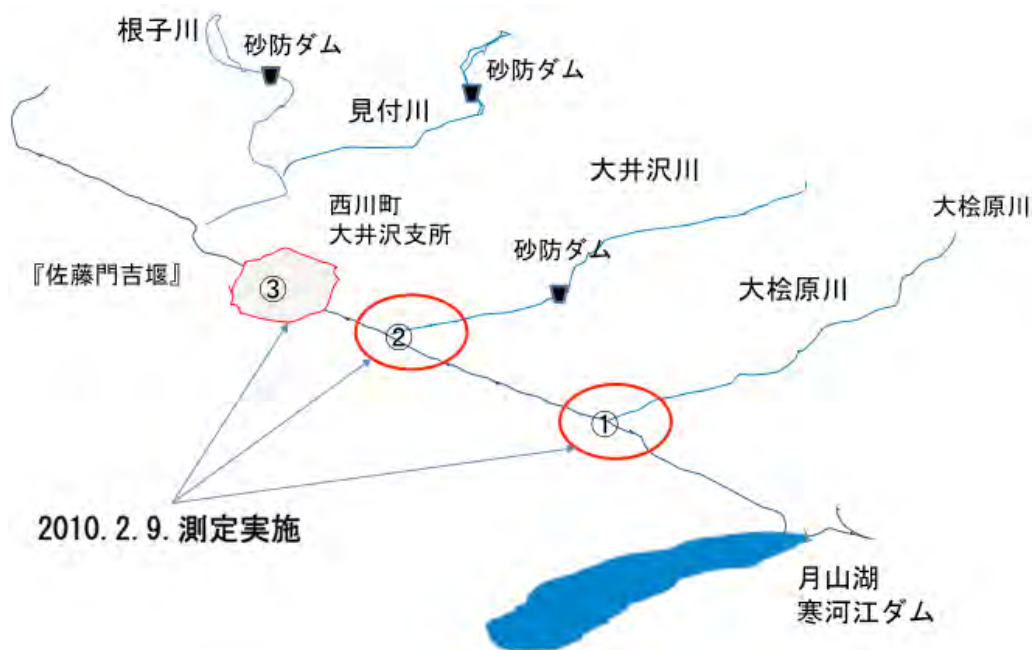 根子川
砂防ダム
砂防ダム
見付川
大井沢川
西川町
大井沢支所
大桧原川
砂防ダム
『佐藤門吉堰』
大桧原川
③
②
①
2010.2.9.測定実施
月山湖
寒河江ダム